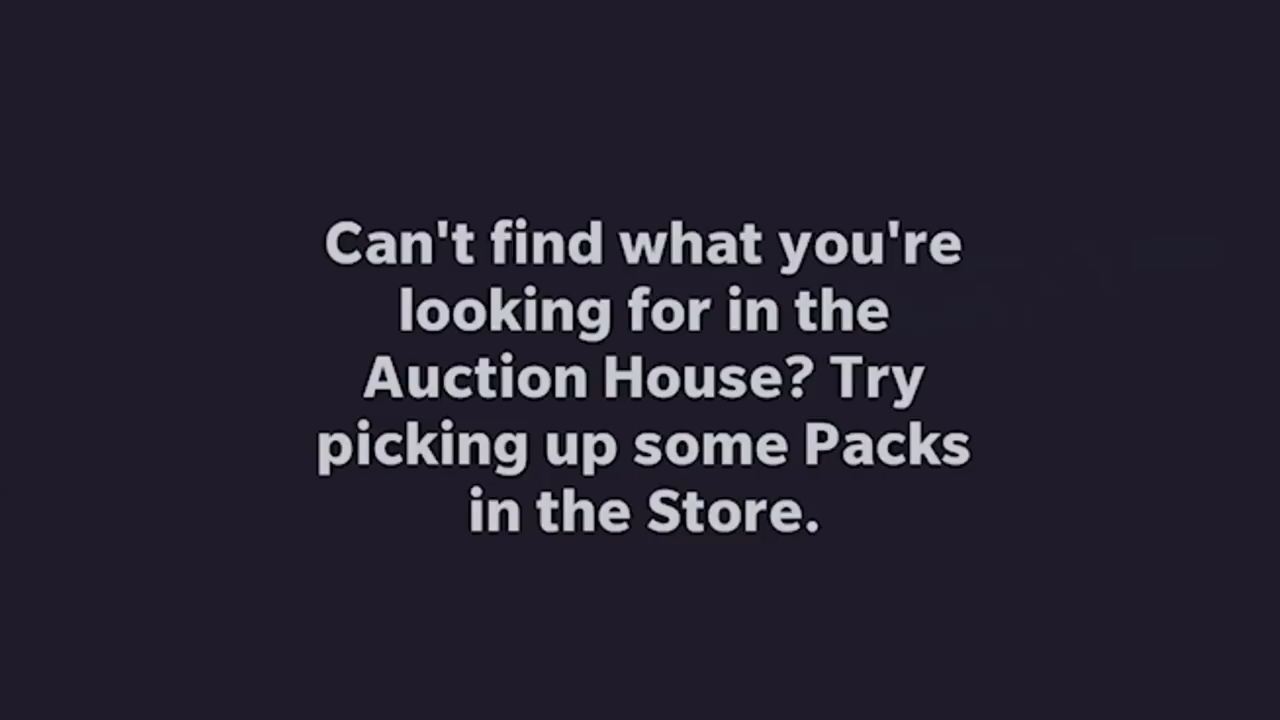 Can't find what you're
looking for in the
Auction House? Try
picking up some Packs
in the Store.